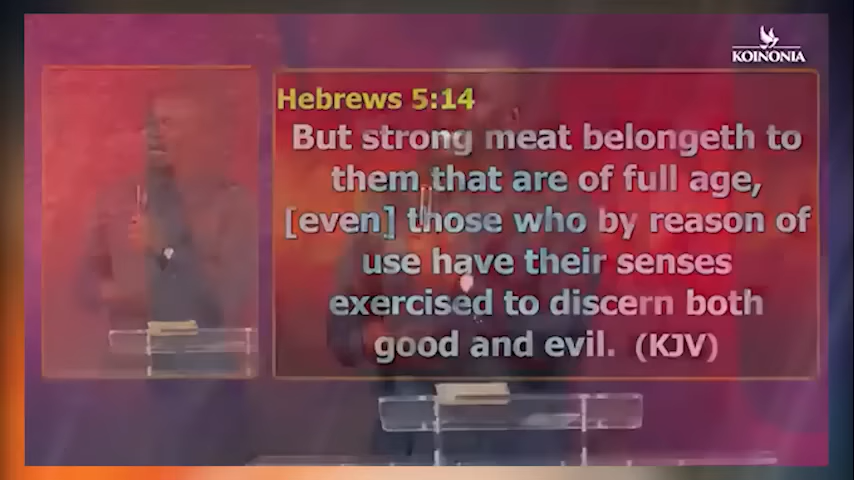 KOINONIA
Hebrews 5:14
But strong meat belongeth to
them that are of full age,
[even] those who by reason of
use have their senses
exercised to discern both
good and evil. (KJV)